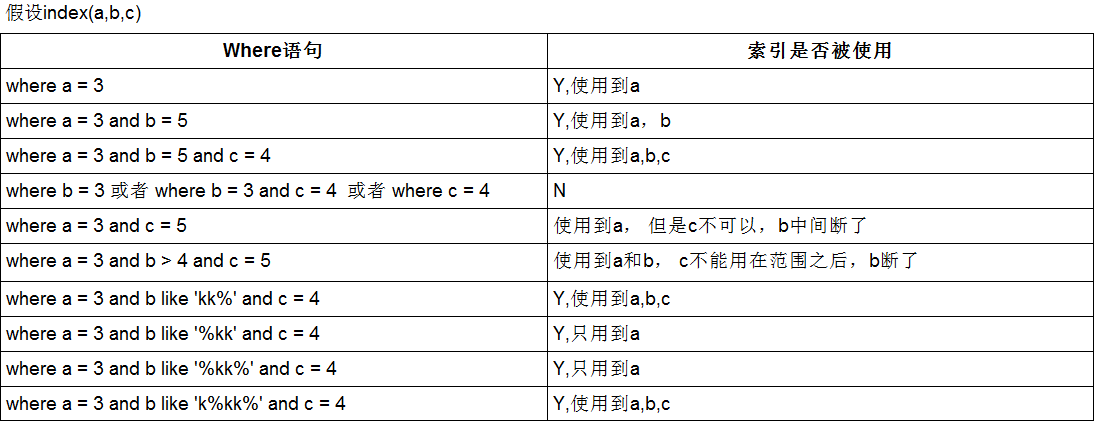 假设index(a,b,c)
Where语句 索引是否被使用
where a = 3 Y,使用到a
where a = 3 and b = 5 Y,使用到a，b
where a = 3 and b = 5 and c = 4 Y,使用到a,b,c
where b = 3 或者 where b = 3 and c = 4 或者 where c = 4 N
where a = 3 and c = 5 使用到a， 但是c不可以，b中间断了
where a = 3 and b > 4 and c = 5 使用到a和b， c不能用在范围之后，b断了
where a = 3 and b like 'kk%' and c = 4 Y,使用到a,b,c
where a = 3 and b like '%kk' and c = 4 Y,只用到a
where a = 3 and b like '%kk%' and c = 4 Y,只用到a
where a = 3 and b like 'k%kk%' and c = 4 Y,使用到a,b,c